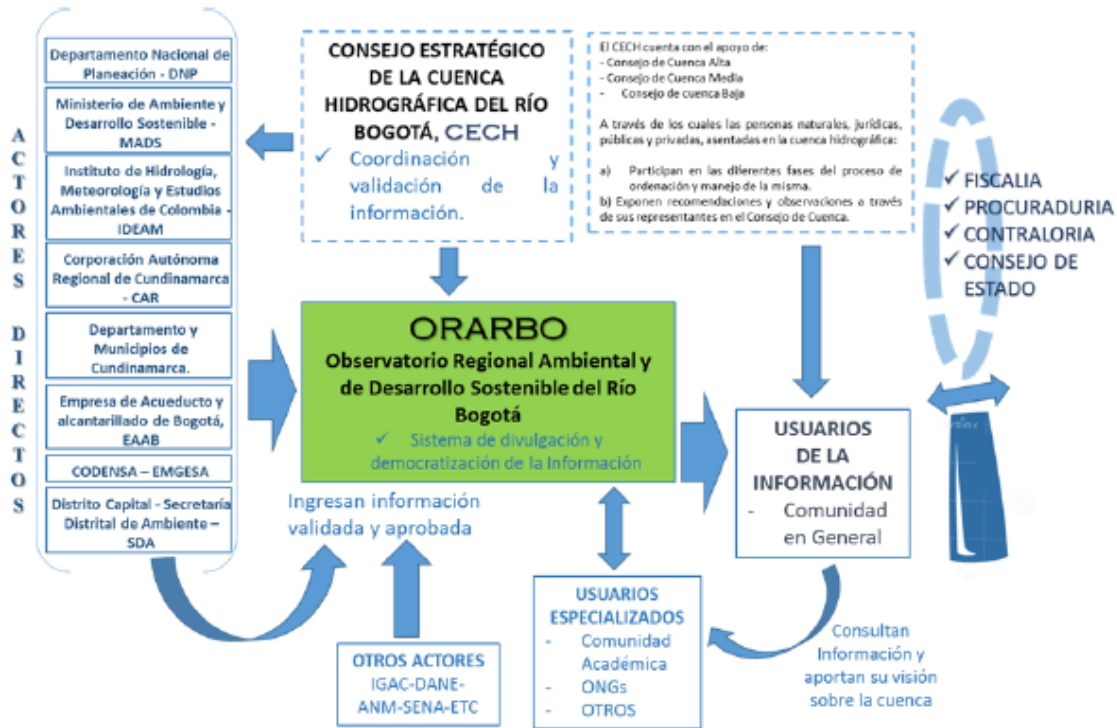 ACTORES DIRECTOS
Departamento Nacional de
Planeación - DNP
Ministerio de Ambiente y
Desarrollo Sostenible -
MADS
Instituto de Hidrología,
Meteorología y Estudios
Ambientales de Colombia -
IDEAM
Corporación Autónoma
Regional de Cundinamarca
- CAR
Departamento y
Municipios de
Cundinamarca.
Empresa de Acueducto y
alcantarillado de Bogotá,
EAAB
CODENSA – EMGESA
Distrito Capital - Secretaría
Distrital de Ambiente –
SDA
CONSEJO ESTRATÉGICO
DE LA CUENCA
HIDROGRÁFICA DEL RÍO
BOGOTÁ, CECH
✓ Coordinación y
validación de la
información.
El CECH cuenta con el apoyo de:
- Consejo de Cuenca Alta
- Consejo de Cuenca Media
- Consejo de cuenca Baja
A través de los cuales las personas naturales, jurídicas,
públicas y privadas, asentadas en la cuenca hidrográfica:
a) Participan en las diferentes fases del proceso de
ordenación y manejo de la misma.
b) Exponen recomendaciones y observaciones a través
de sus representantes en el Consejo de Cuenca.
✓ FISCALIA
✓ PROCURADURIA
✓ CONTRALORIA
✓ CONSEJO DE
ESTADO
ORARBO
Observatorio Regional Ambiental y
de Desarrollo Sostenible del Río
Bogotá
✓ Sistema de divulgación y
democratización de la Información
Ingresan información
validada y aprobada
USUARIOS
DE LA
INFORMACIÓN
- Comunidad
en General
OTROS ACTORES
IGAC-DANE-
ANM-SENA-ETC
USUARIOS
ESPECIALIZADOS
- Comunidad
Académica
- ONGs
- OTROS
Consultan
Información y
aportan su visión
sobre la cuenca